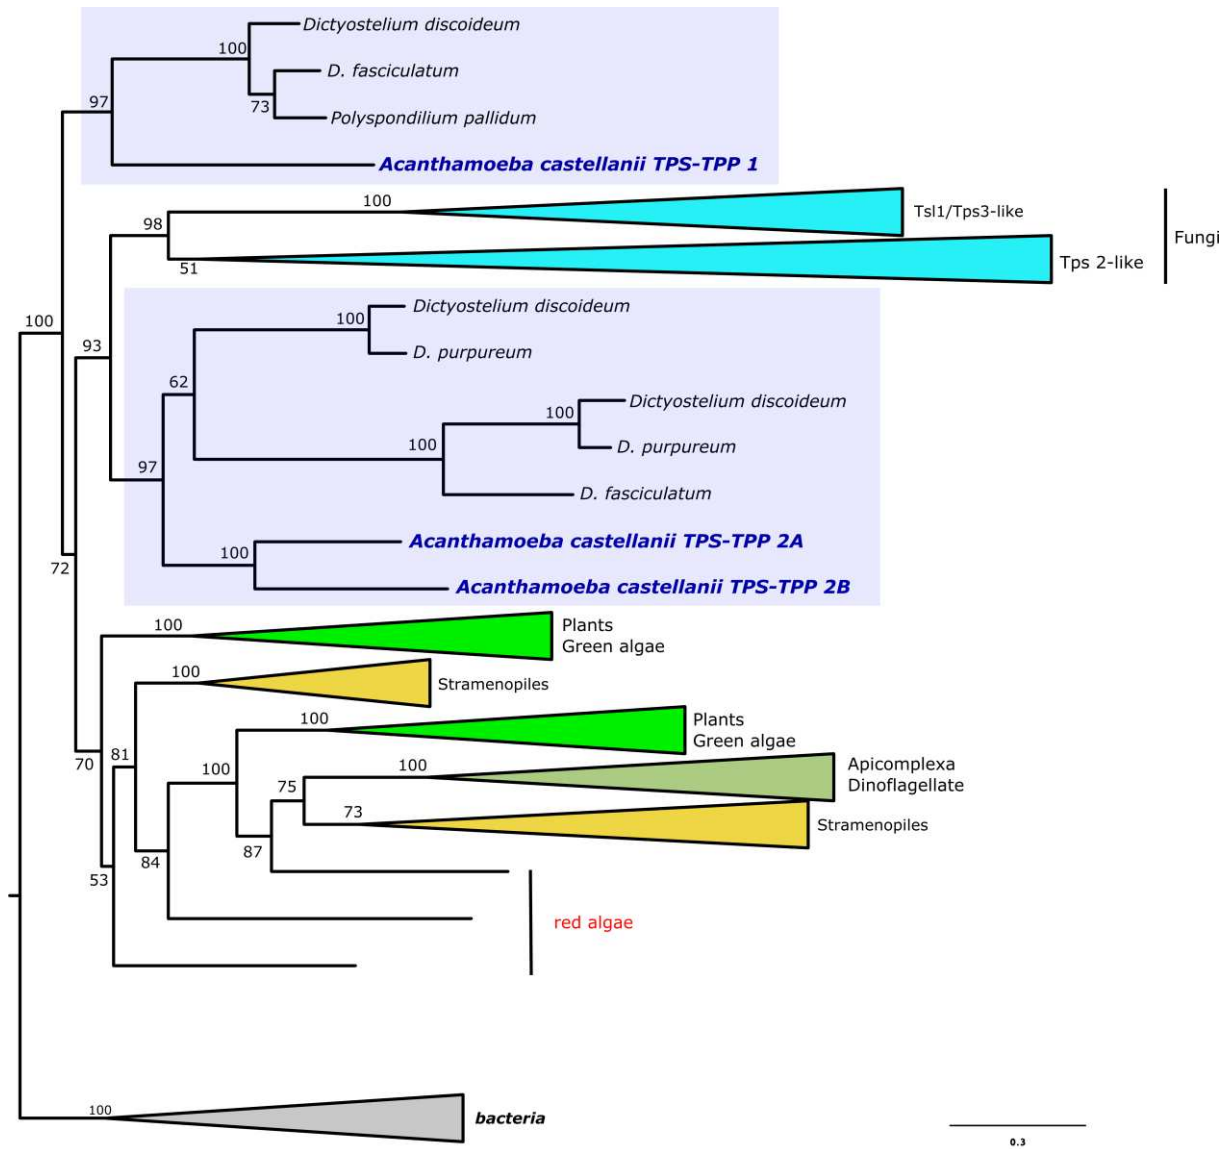 Dictyostelium discoideum
100
D. fasciculatum
73
97
Polyspondilium pallidum
Acanthamoeba castellanii TPS-TPP 1
100
Tsl1/Tps3-like
98
Fungi
51
Tps 2-like
Dictyostelium discoideum
100
100
93
D. purpureum
62
Dictyostelium discoideum
100
100
D. purpureum
97
D. fasciculatum
Acanthamoeba castellanii TPS-TPP 2A
100
72
Acanthamoeba castellanii TPS-TPP 2B
100
Plants
Green algae
100
Stramenopiles
100
Plants
Green algae
81
70
100
100
Apicomplexa
Dinoflagellate
75
73
Stramenopiles
87
84
53
red algae
100
bacteria
0.3